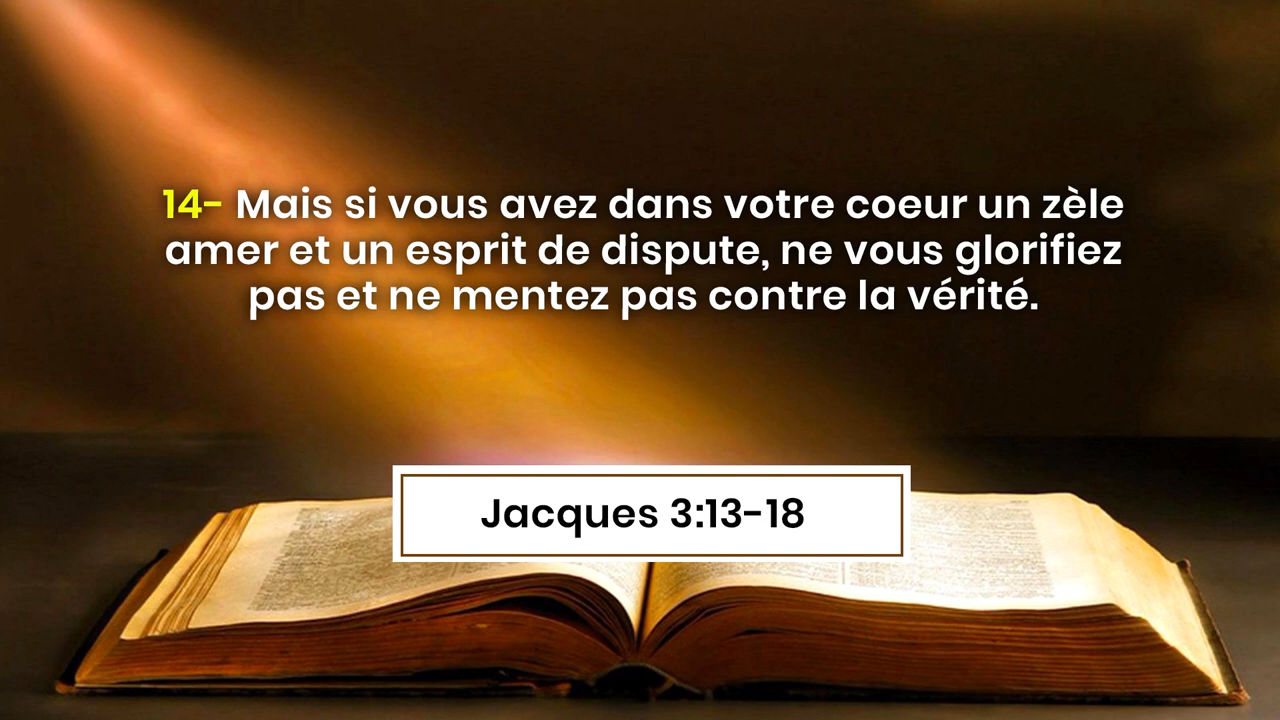 14- Mais si vous avez dans votre coeur un zèle
amer et un esprit de dispute, ne vous glorifiez
pas et ne mentez pas contre la vérité.
Jacques 3:13-18